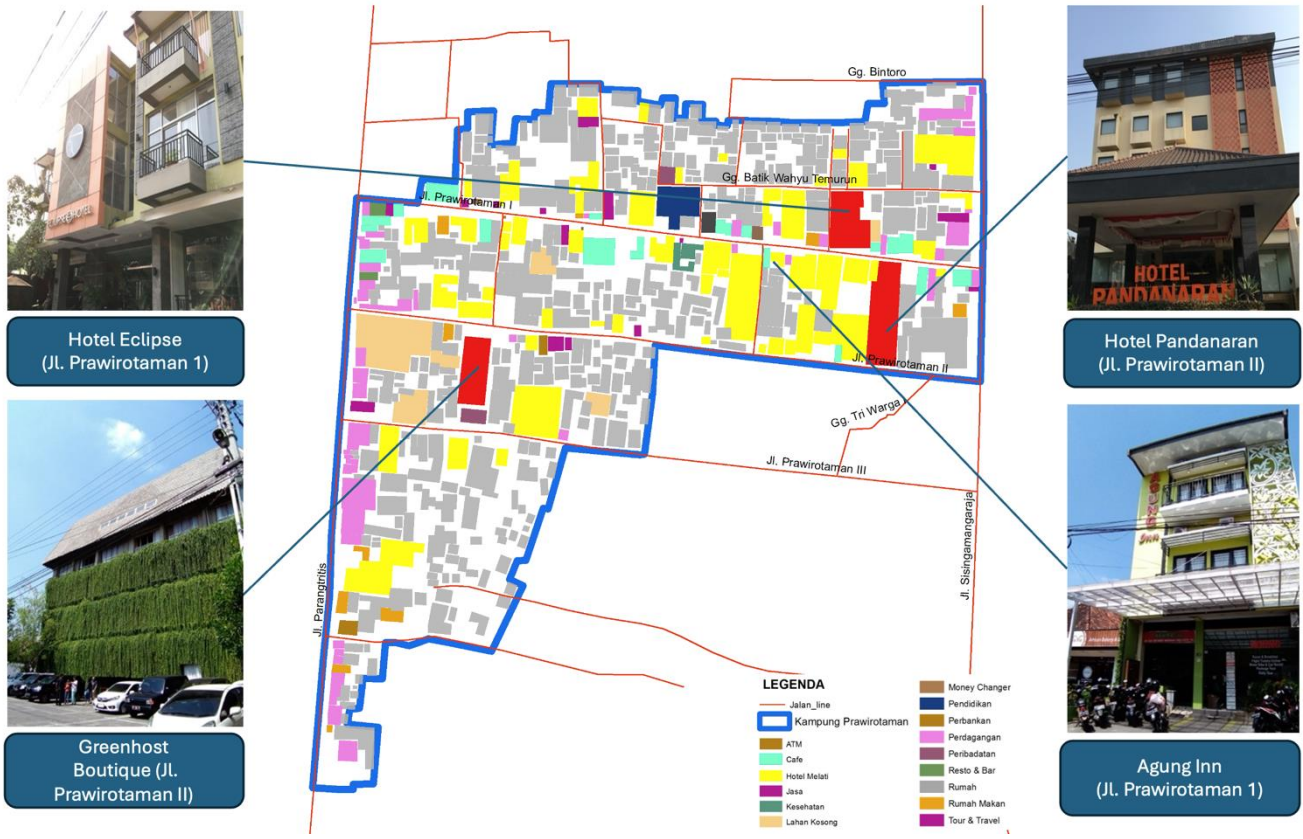 Gg. Bintoro
Gg. Batik Wahyu Temurun
Jl. Prawirotaman I
Jl. Prawirotaman II
Gg. Tri Warga
Jl. Prawirotaman III
Jl. Parangtritis
Jl. Sisingamangaraja
HOTEL
PANDANARAN
Hotel Eclipse
(Jl. Prawirotaman 1)
Hotel Pandanaran
(Jl. Prawirotaman II)
AGUNG
Inn
Greenhost
Boutique (Jl.
Prawirotaman II)
Agung Inn
(Jl. Prawirotaman 1)
LEGENDA
Jalan_line
Kampung Prawirotaman
ATM
Cafe
Hotel Melati
Jasa
Kesehatan
Lahan Kosong
Money Changer
Pendidikan
Perbankan
Perdagangan
Peribadatan
Resto & Bar
Rumah
Rumah Makan
Tour & Travel